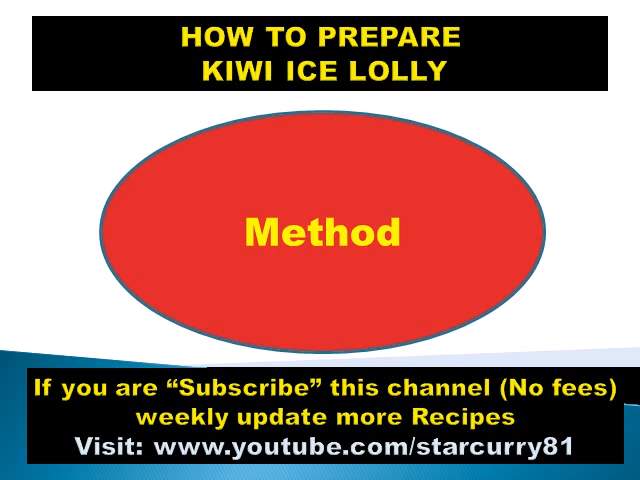 HOW TO PREPARE
KIWI ICE LOLLY
Method
If you are “Subscribe” this channel (No fees)
weekly update more Recipes
Visit: www.youtube.com/starcurry81